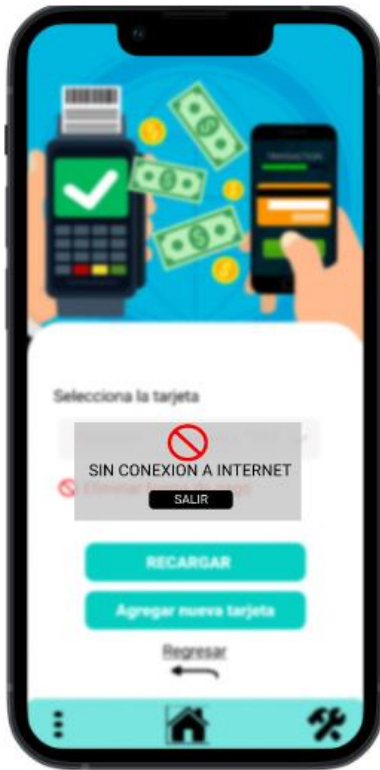 Selecciona la tarjeta
SIN CONEXION A INTERNET
SALIR
RECARGAR
Agregar nueva tarjeta
Regresar